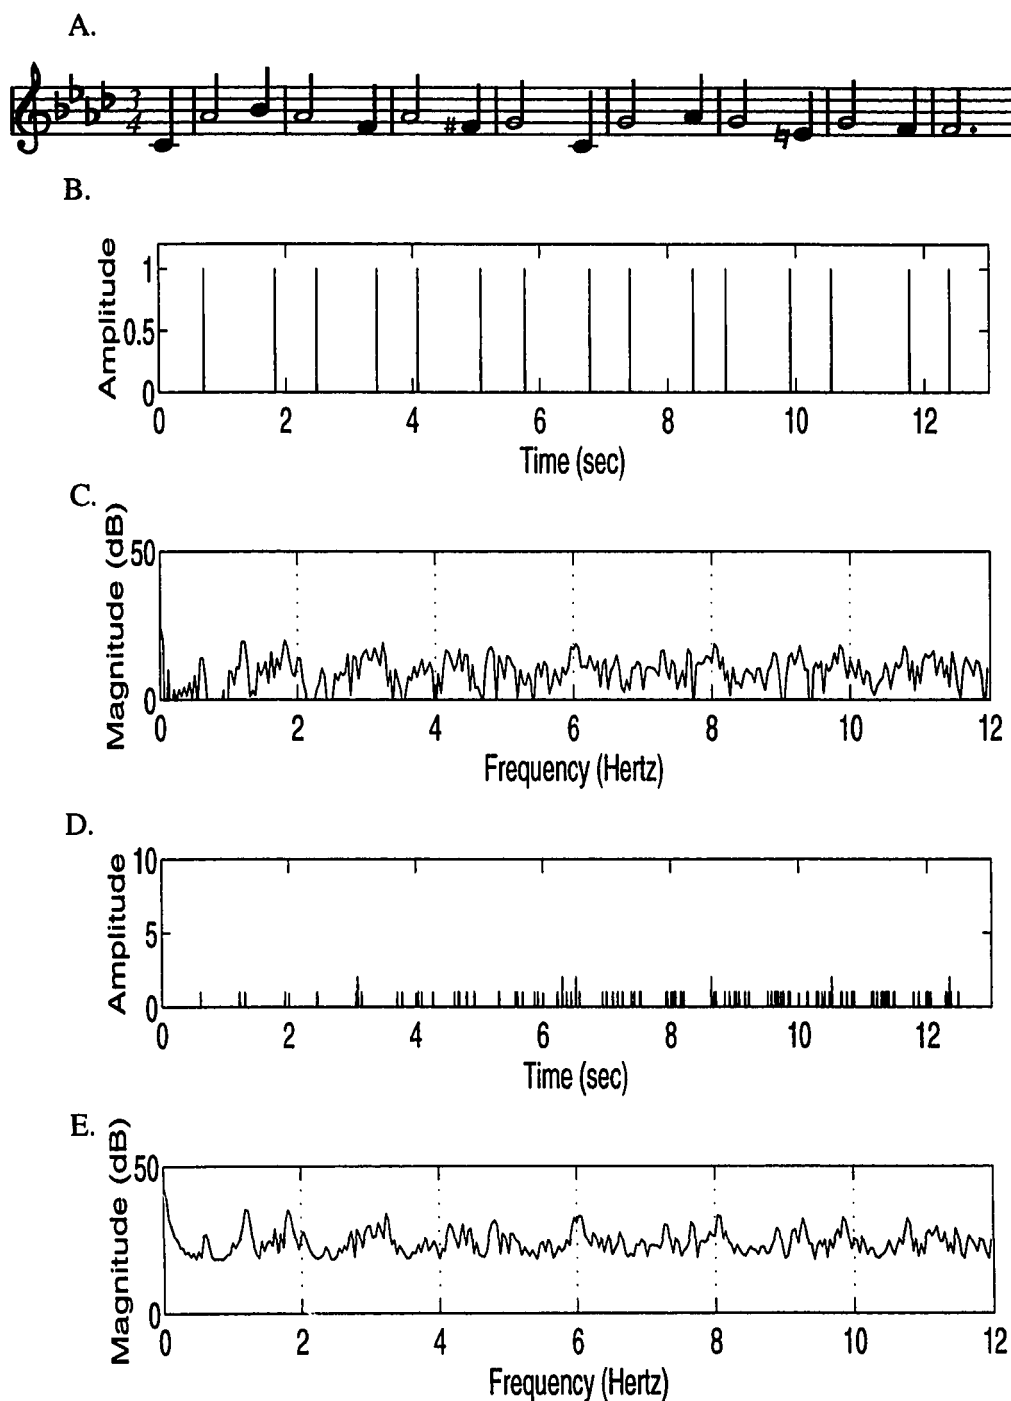 A.
3
4
B.
Amplitude
1
0.5
0
0 2 4 6 8 10 12
Time (sec)
C.
Magnitude (dB)
50
0
0 2 4 6 8 10 12
Frequency (Hertz)
D.
Amplitude
10
5
0
0 2 4 6 8 10 12
Time (sec)
E.
Magnitude (dB)
50
0
0 2 4 6 8 10 12
Frequency (Hertz)